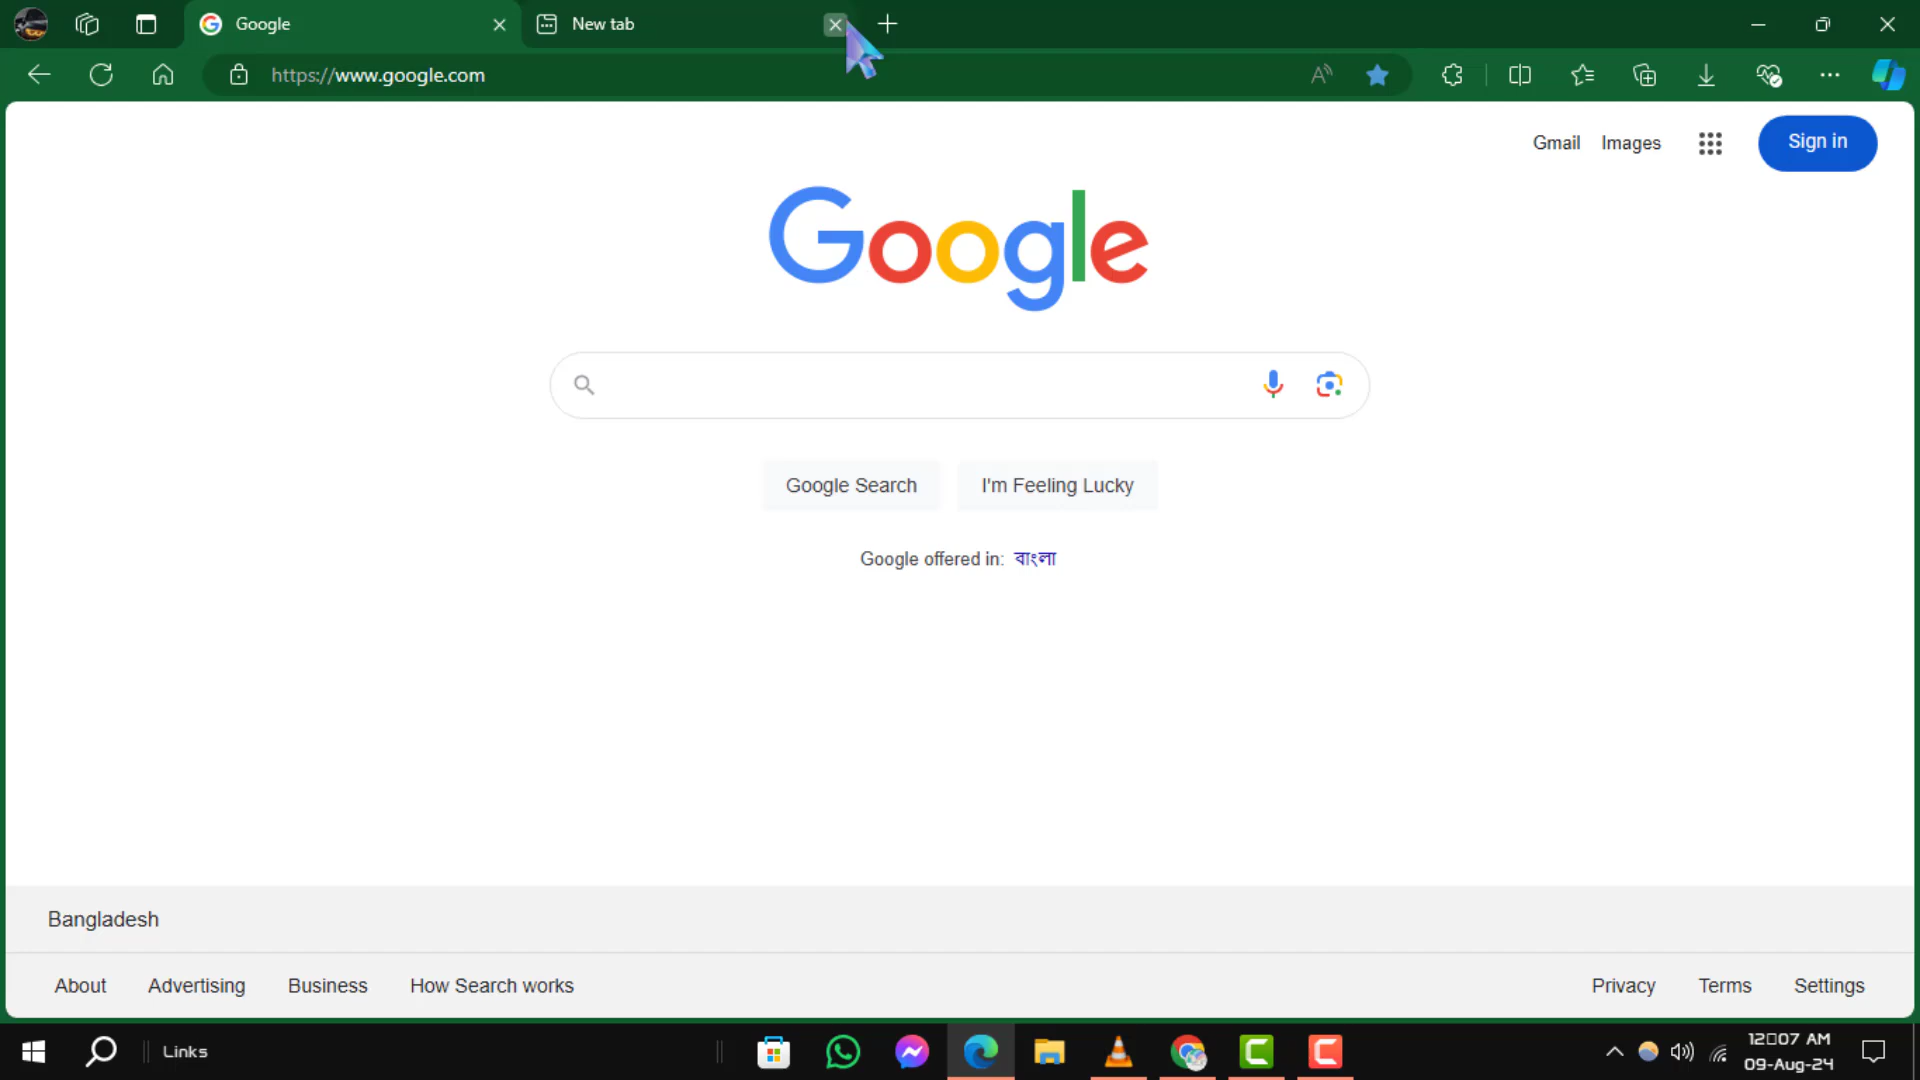 Google
New tab
https://www.google.com
Gmail
Images
Sign in
Google
Google Search
I'm Feeling Lucky
Google offered in: বাংলা
Bangladesh
About
Advertising
Business
How Search works
Privacy
Terms
Settings
Links
12▯07 AM
09-Aug-24